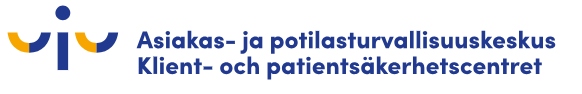 Asiakas- ja potilasturvallisuuskeskus
Klient- och patientsäkerhetscentret